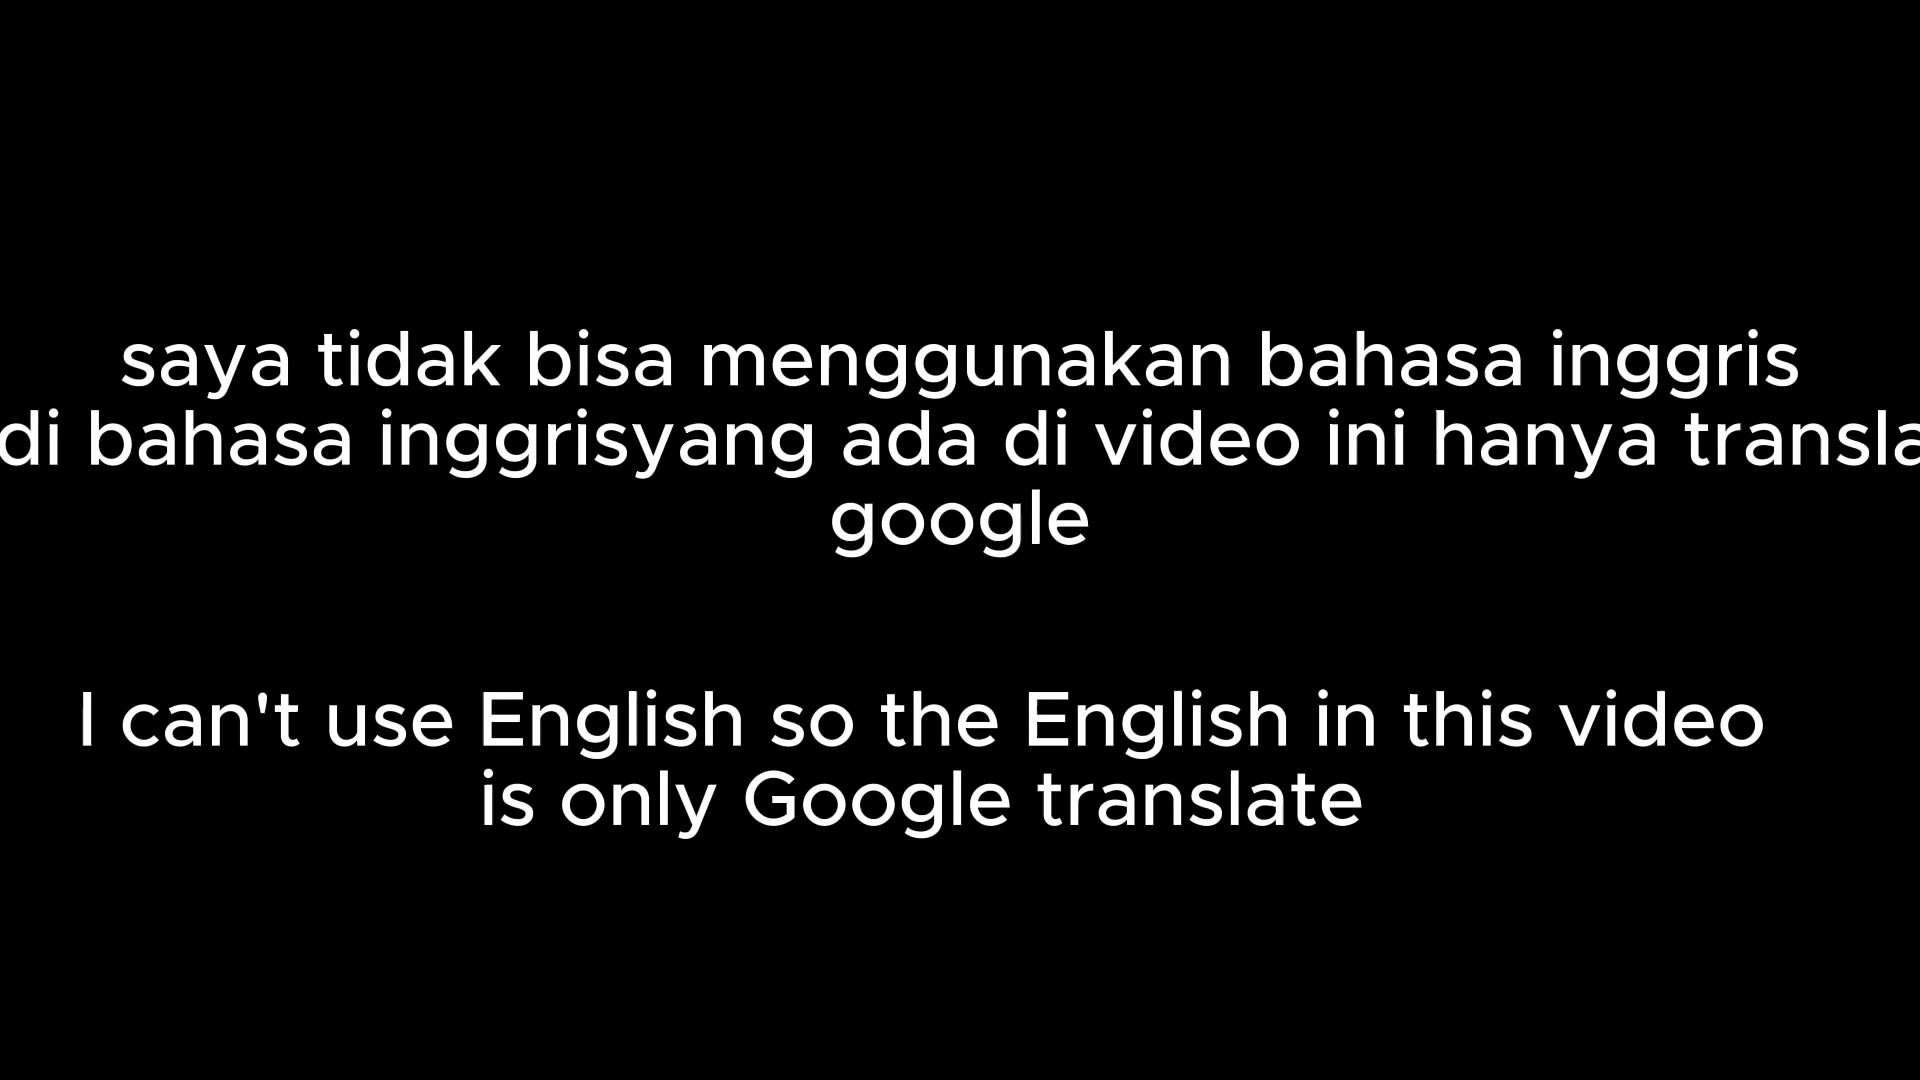 saya tidak bisa menggunakan bahasa inggris
di bahasa inggrisyang ada di video ini hanya transla
google
I can't use English so the English in this video
is only Google translate